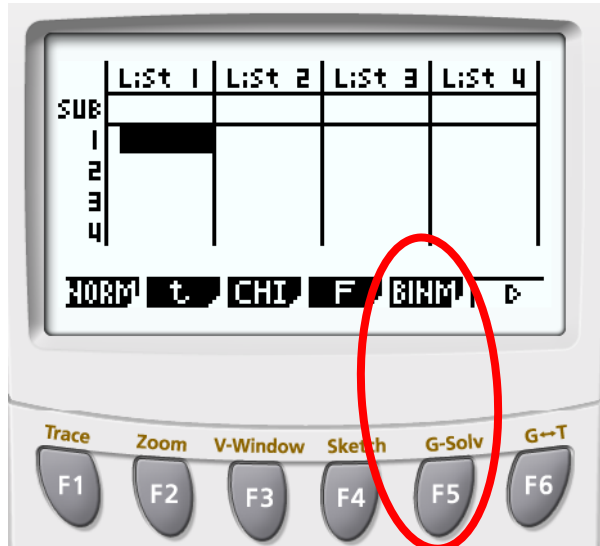 List 1 List 2 List 3 List 4
SUB
1
2
3
4
NORM t CHI F BINM
Trace Zoom V-Window Sketch G-Solv G↔T
F1 F2 F3 F4 F5 F6